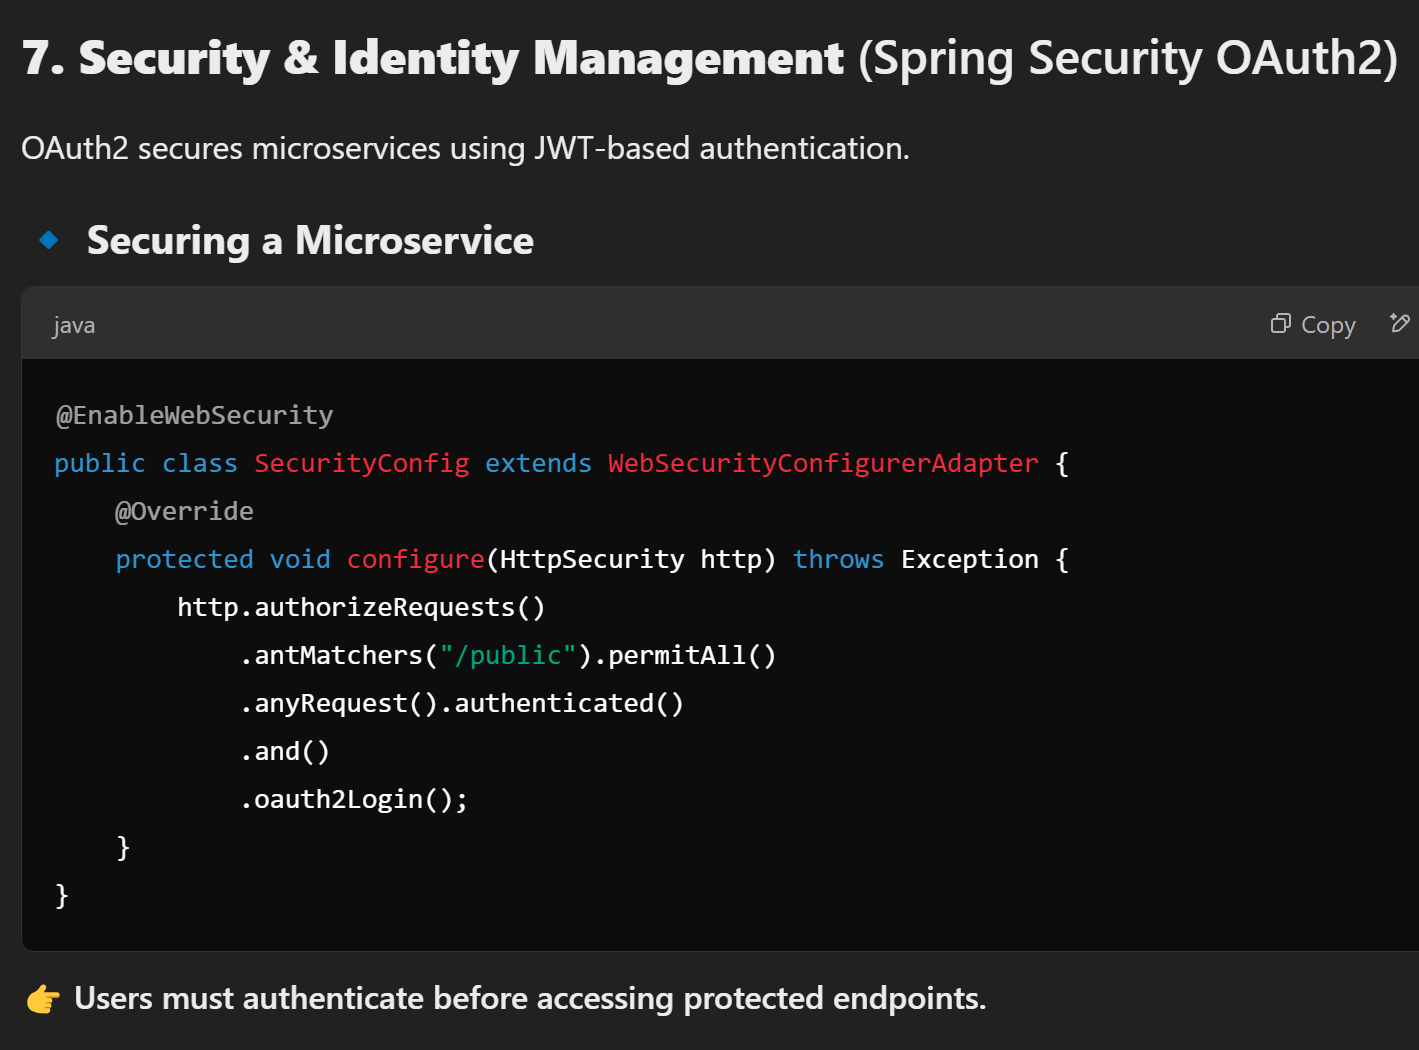 7. Security & Identity Management (Spring Security OAuth2)
OAuth2 secures microservices using JWT-based authentication.
Securing a Microservice
java
Copy
@EnableWebSecurity
public class SecurityConfig extends WebSecurityConfigurerAdapter {
    @Override
    protected void configure(HttpSecurity http) throws Exception {
        http.authorizeRequests()
            .antMatchers("/public").permitAll()
            .anyRequest().authenticated()
            .and()
            .oauth2Login();
    }
}
👉 Users must authenticate before accessing protected endpoints.